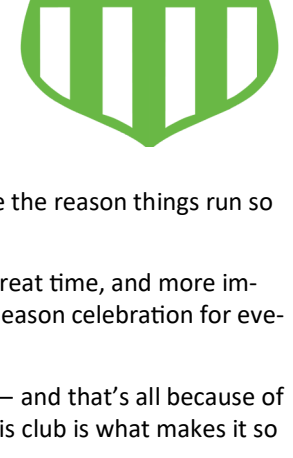 e the reason things run so
reat time, and more im-
eason celebration for eve-
— and that's all because of
is club is what makes it so